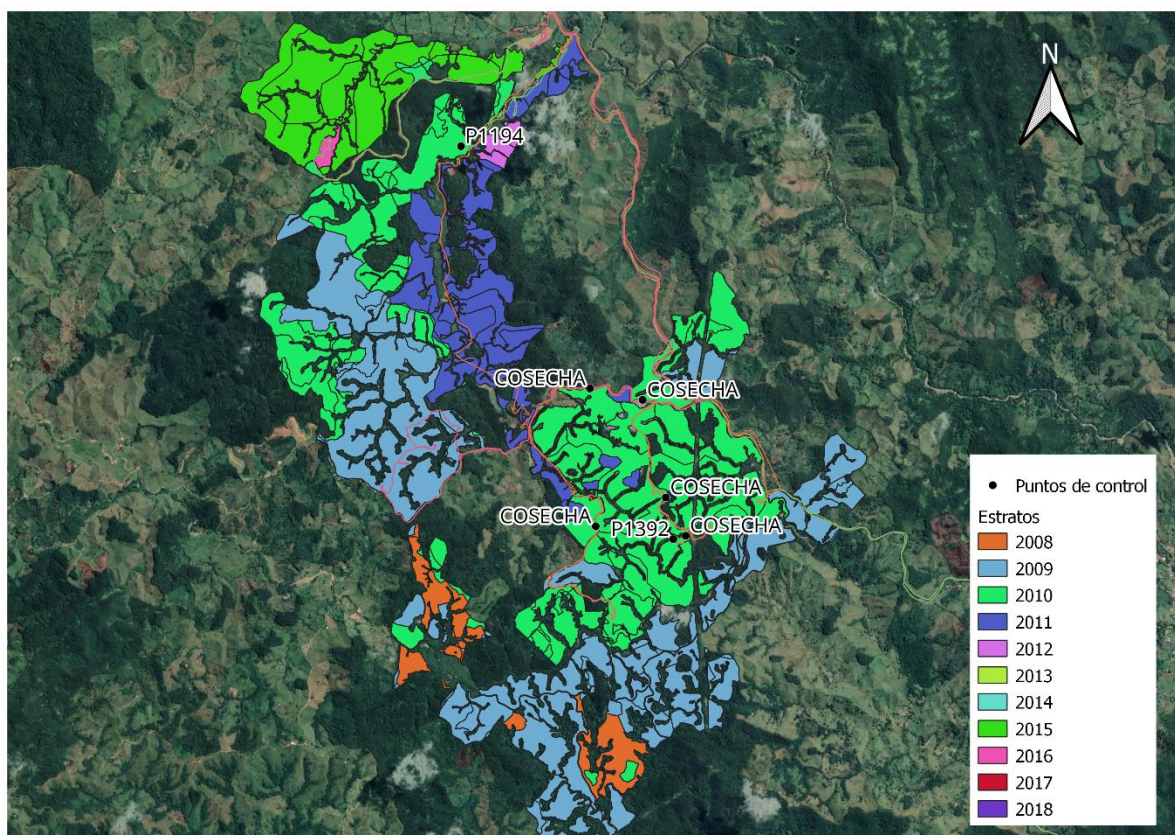 N
P1194
COSECHA
COSECHA
COSECHA
COSECHA
P1392
COSECHA
Puntos de control
Estratos
2008
2009
2010
2011
2012
2013
2014
2015
2016
2017
2018